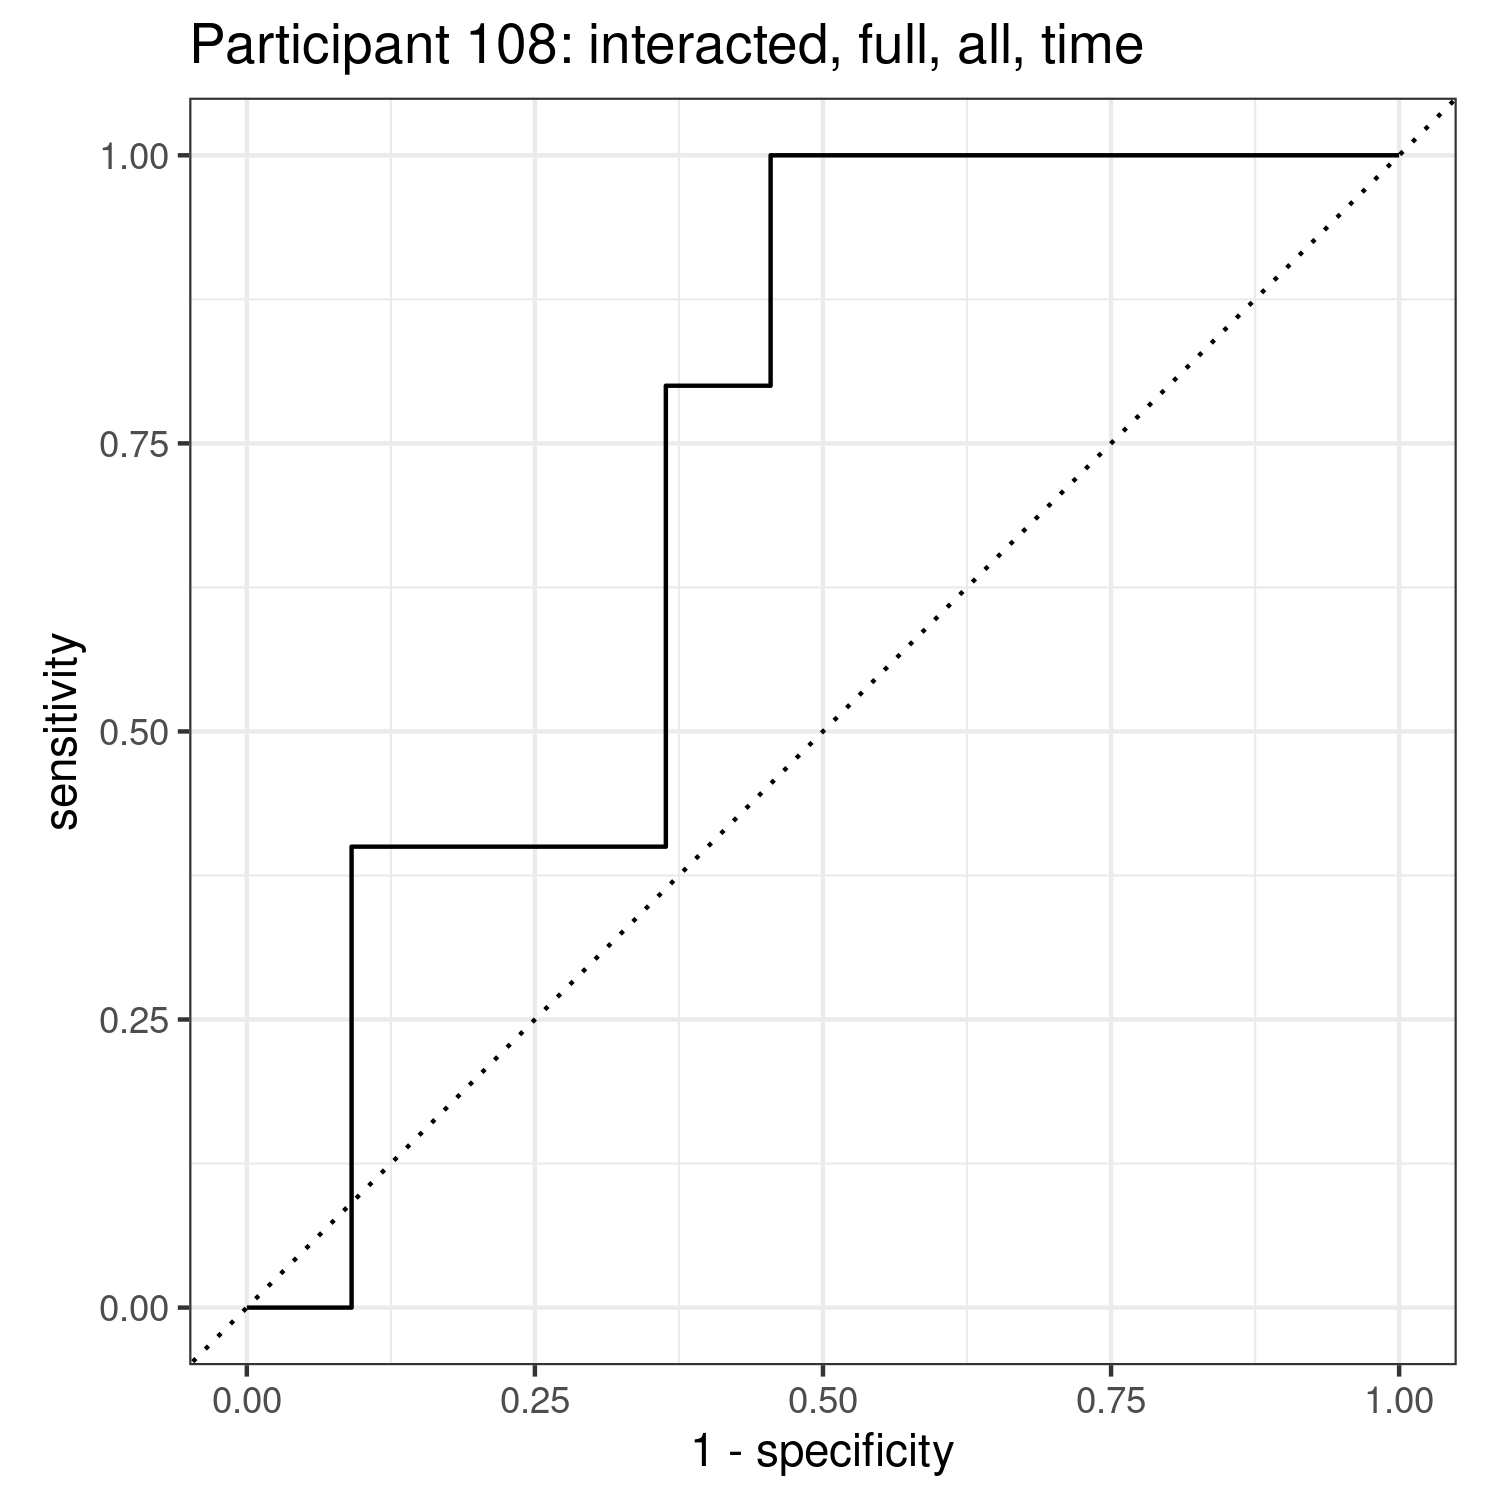 Participant 108: interacted, full, all, time
1.00
0.75
0.50
0.25
0.00
sensitivity
0.00 0.25 0.50 0.75 1.00
1 - specificity